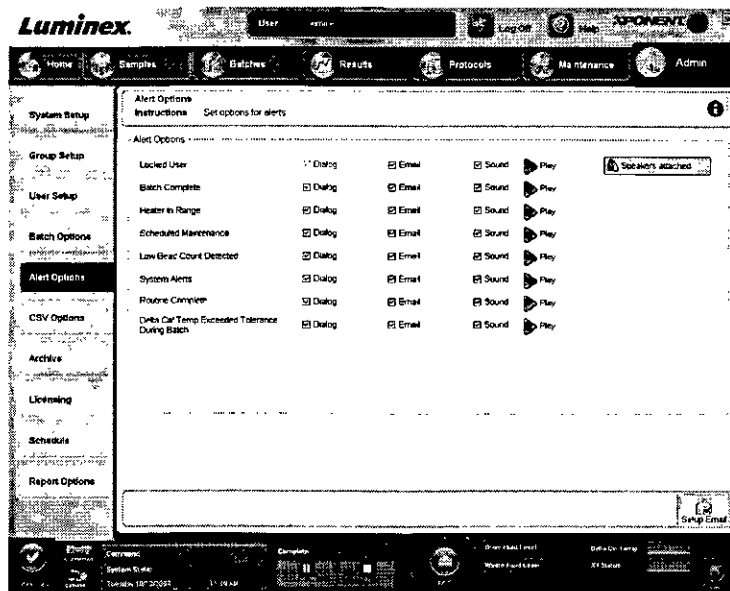 Luminex.
User
Log Off
Help
XPONENT
Home
Samples
Batches
Results
Protocols
Maintenance
Admin
System Setup
Group Setup
User Setup
Batch Options
Alert Options
CSV Options
Archive
Licensing
Schedule
Report Options
Alert Options
Instructions Set options for alerts
Alert Options
Locked User Dialog Email Sound Play Speakers attached
Batch Complete Dialog Email Sound Play
Heater in Range Dialog Email Sound Play
Scheduled Maintenance Dialog Email Sound Play
Low Bead Count Detected Dialog Email Sound Play
System Alerts Dialog Email Sound Play
Routine Complete Dialog Email Sound Play
Delta Cal Temp Exceeded Tolerance During Batch Dialog Email Sound Play
Setup Email
Command
System Status
Complete
Delta Cal Temp
XY Status